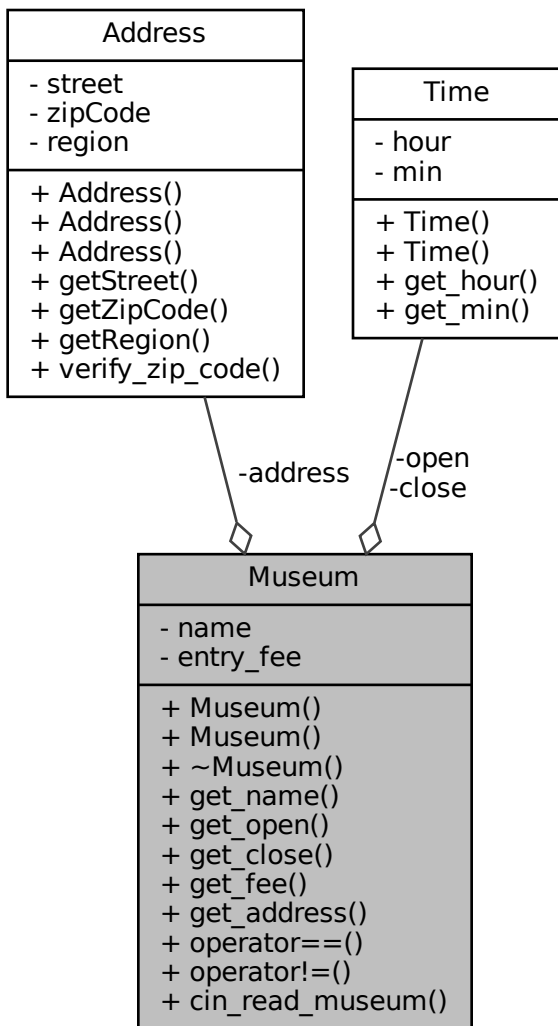 Address
- street
- zipCode
- region
+ Address()
+ Address()
+ Address()
+ getStreet()
+ getZipCode()
+ getRegion()
+ verify_zip_code()
Time
- hour
- min
+ Time()
+ Time()
+ get_hour()
+ get_min()
-address
-open
-close
Museum
- name
- entry_fee
+ Museum()
+ Museum()
+ ~Museum()
+ get_name()
+ get_open()
+ get_close()
+ get_fee()
+ get_address()
+ operator==()
+ operator!=()
+ cin_read_museum()